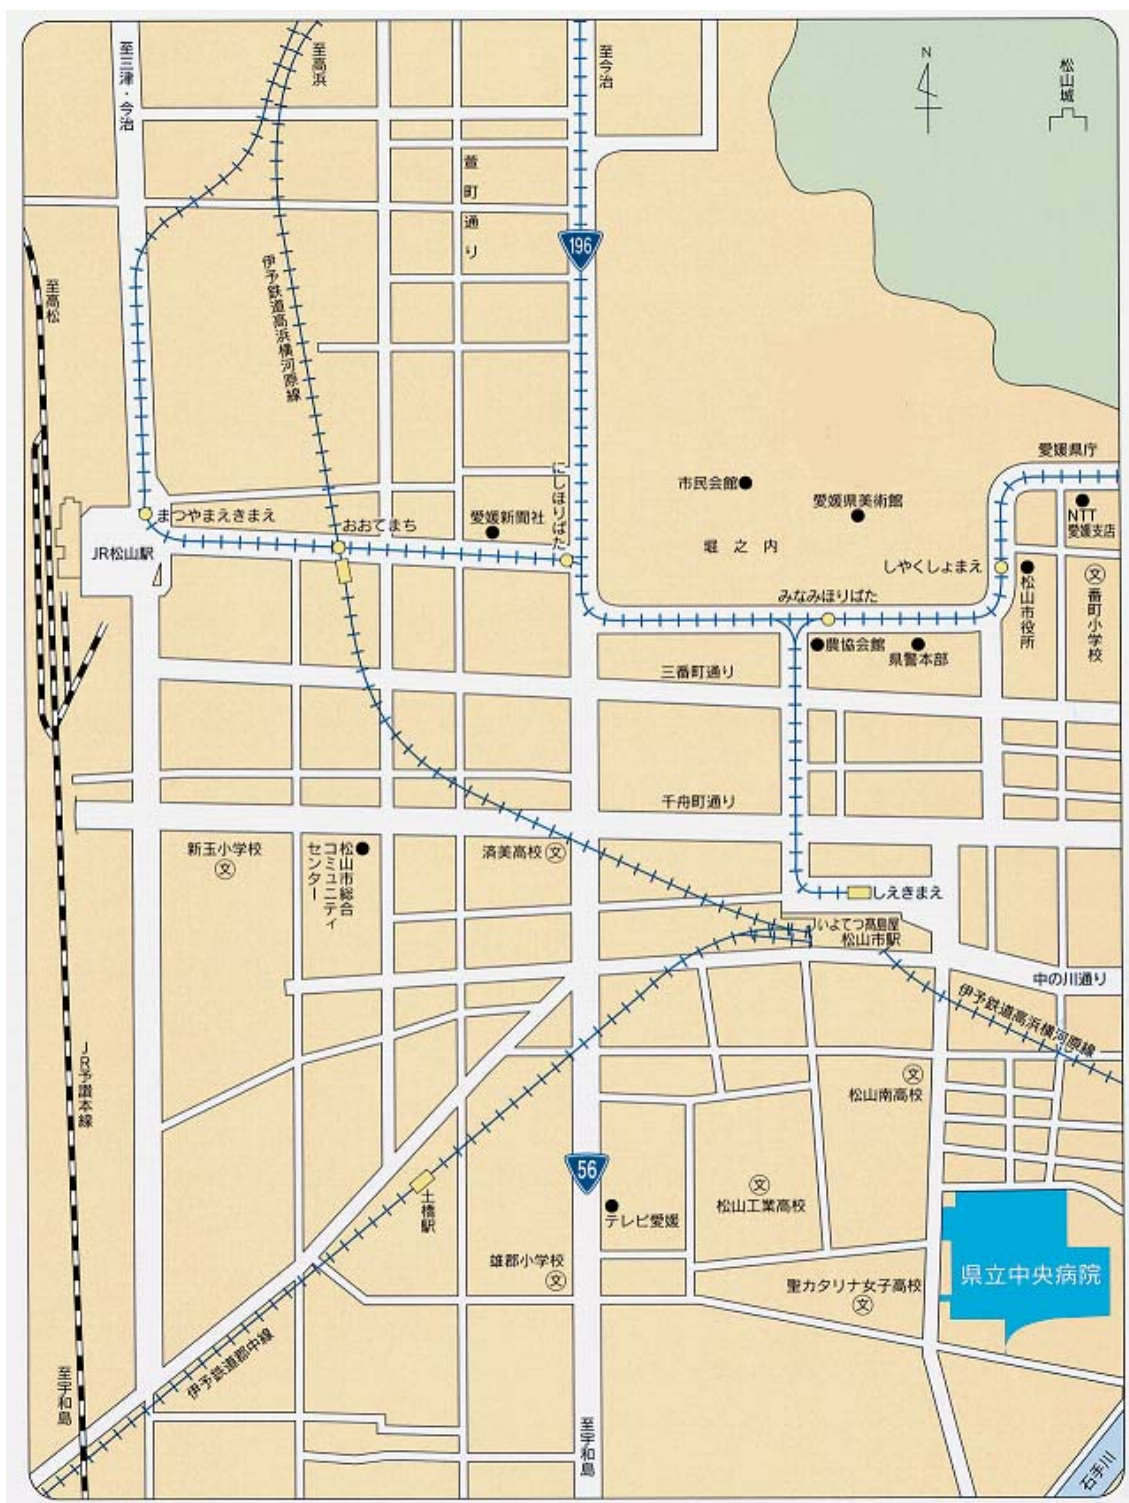 至三津・今治
至高浜
至今治
N
松山城
萱町通り
196
伊予鉄道高浜横河原線
至高松
愛媛県庁
市民会館
愛媛県美術館
NTT
愛媛支店
まつやまえきまえ
おおてまち
愛媛新聞社
にしほりばた
堀之内
JR松山駅
しやくしょまえ
文
番町小学校
松山市役所
みなみほりばた
農協会館
県警本部
三番町通り
千舟町通り
新玉小学校
文
松山市総合
コミュニティ
センター
済美高校
文
しえきまえ
いよてつ髙島屋
松山市駅
中の川通り
伊予鉄道高浜横河原線
JR予讃本線
文
松山南高校
56
文
松山工業高校
土橋駅
テレビ愛媛
雄郡小学校
文
県立中央病院
聖カタリナ女子高校
文
伊予鉄道郡中線
至宇和島
至宇和島
石手川